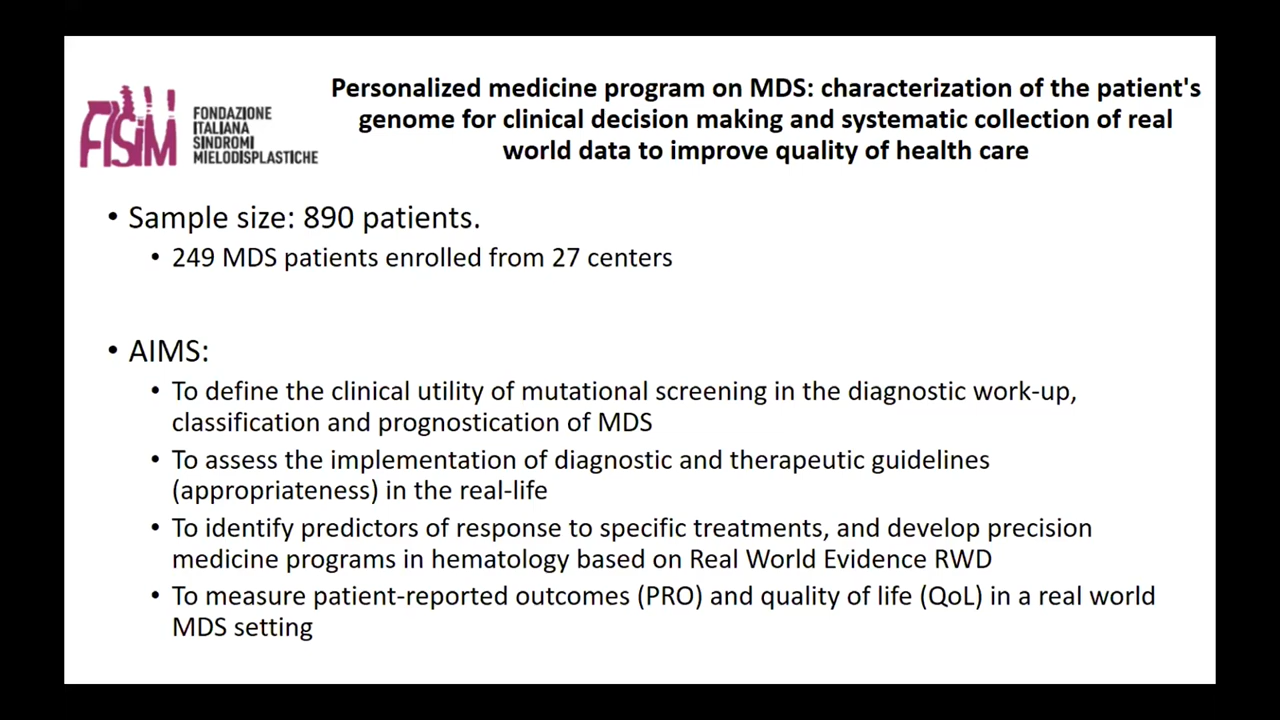 FISiM
FONDAZIONE
ITALIANA
SINDROMI
MIELODISPLASTICHE
Personalized medicine program on MDS: characterization of the patient's
genome for clinical decision making and systematic collection of real
world data to improve quality of health care
• Sample size: 890 patients.
• 249 MDS patients enrolled from 27 centers
• AIMS:
• To define the clinical utility of mutational screening in the diagnostic work-up,
classification and prognostication of MDS
• To assess the implementation of diagnostic and therapeutic guidelines
(appropriateness) in the real-life
• To identify predictors of response to specific treatments, and develop precision
medicine programs in hematology based on Real World Evidence RWD
• To measure patient-reported outcomes (PRO) and quality of life (QoL) in a real world
MDS setting